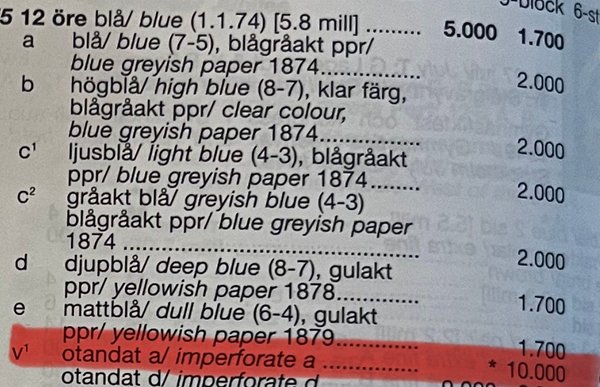 5-block 6-st
5 12 öre blå/ blue (1.1.74) [5.8 mill] ......... 5.000 1.700
a blå/ blue (7-5), blågråakt ppr/
blue greyish paper 1874................ 2.000
b högblå/ high blue (8-7), klar färg,
blågråakt ppr/ clear colour,
blue greyish paper 1874................ 2.000
c¹ ljusblå/ light blue (4-3), blågråakt
ppr/ blue greyish paper 1874........ 2.000
c² gråakt blå/ greyish blue (4-3)
blågråakt ppr/ blue greyish paper
1874 ................................................ 2.000
d djupblå/ deep blue (8-7), gulakt
ppr/ yellowish paper 1878............. 1.700
e mattblå/ dull blue (6-4), gulakt
ppr/ yellowish paper 1879............. 1.700
v¹ otandat a/ imperforate a ............... * 10.000
otandat d/ imperforate d